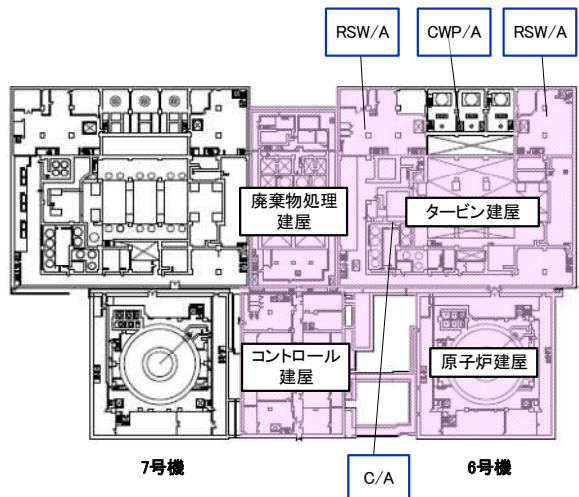 RSW/A
CWP/A
RSW/A
廃棄物処理
建屋
タービン建屋
コントロール
建屋
原子炉建屋
7号機
6号機
C/A